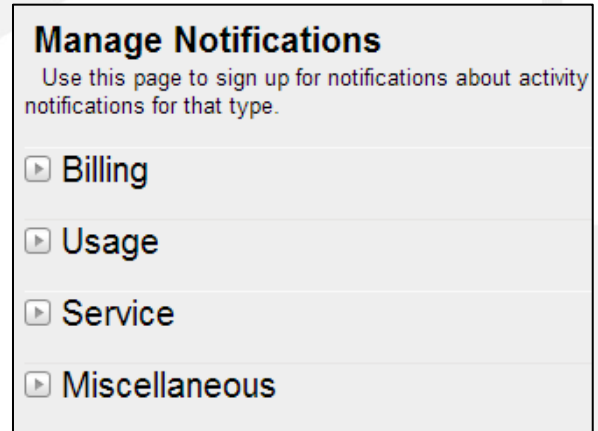 Manage Notifications
Use this page to sign up for notifications about activity
notifications for that type.
Billing
Usage
Service
Miscellaneous